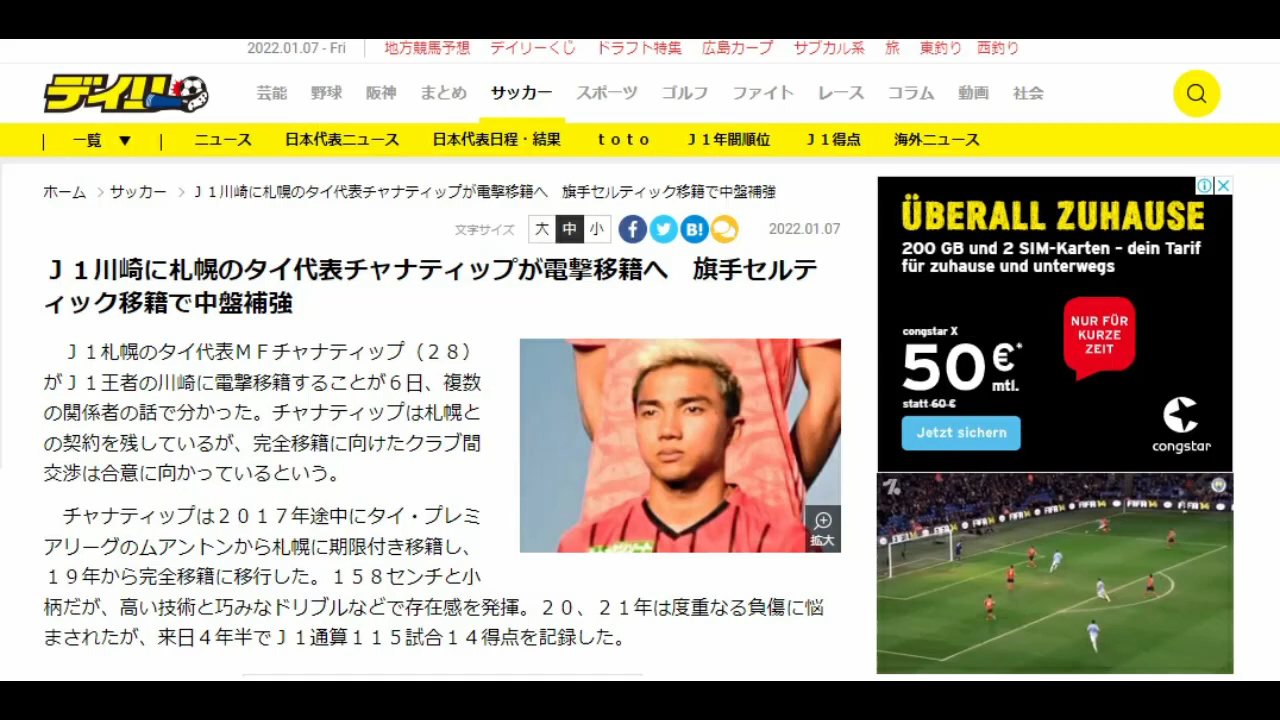 2022.01.07 - Fri
地方競馬予想 デイリーくじ ドラフト特集 広島カープ サブカル系 旅 東釣り 西釣り
デイリー
芸能 野球 阪神 まとめ サッカー スポーツ ゴルフ ファイト レース コラム 動画 社会
一覧 ▼ ニュース 日本代表ニュース 日本代表日程・結果 ｔｏｔｏ Ｊ１年間順位 Ｊ１得点 海外ニュース
ホーム > サッカー > Ｊ１川崎に札幌のタイ代表チャナティップが電撃移籍へ　旗手セルティック移籍で中盤補強
文字サイズ 大 中 小 f B! 2022.01.07
Ｊ１川崎に札幌のタイ代表チャナティップが電撃移籍へ　旗手セルテ
ィック移籍で中盤補強
　Ｊ１札幌のタイ代表ＭＦチャナティップ（２８）
がＪ１王者の川崎に電撃移籍することが６日、複数
の関係者の話で分かった。チャナティップは札幌と
の契約を残しているが、完全移籍に向けたクラブ間
交渉は合意に向かっているという。
　チャナティップは２０１７年途中にタイ・プレミ
アリーグのムアントンから札幌に期限付き移籍し、
１９年から完全移籍に移行した。１５８センチと小
柄だが、高い技術と巧みなドリブルなどで存在感を発揮。２０、２１年は度重なる負傷に悩
まされたが、来日４年半でＪ１通算１１５試合１４得点を記録した。
拡大
ÜBERALL ZUHAUSE
200 GB und 2 SIM-Karten – dein Tarif
für zuhause und unterwegs
NUR FÜR
KURZE
ZEIT
congstar X
50 €* mtl.
statt 60 €
Jetzt sichern
congstar
FIFA 14 FIFA 14 FIFA 14 FIFA 14